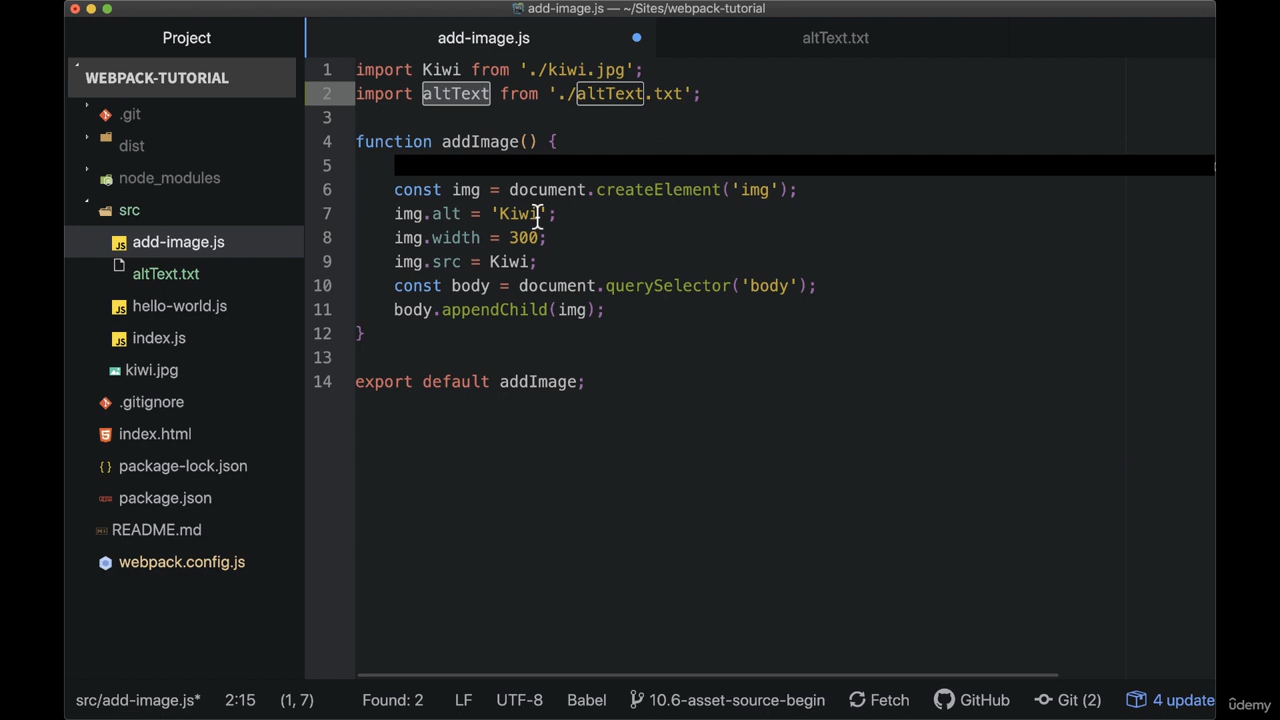 add-image.js — ~/Sites/webpack-tutorial
Project
add-image.js
altText.txt
WEBPACK-TUTORIAL
.git
dist
node_modules
src
add-image.js
altText.txt
hello-world.js
index.js
kiwi.jpg
.gitignore
index.html
package-lock.json
package.json
README.md
webpack.config.js
1 import Kiwi from './kiwi.jpg';
2 import altText from './altText.txt';
3
4 function addImage() {
5
6 const img = document.createElement('img');
7 img.alt = 'Kiwi';
8 img.width = 300;
9 img.src = Kiwi;
10 const body = document.querySelector('body');
11 body.appendChild(img);
12 }
13
14 export default addImage;
src/add-image.js* 2:15 (1, 7) Found: 2 LF UTF-8 Babel 10.6-asset-source-begin Fetch GitHub Git (2) 4 update
ûdemy